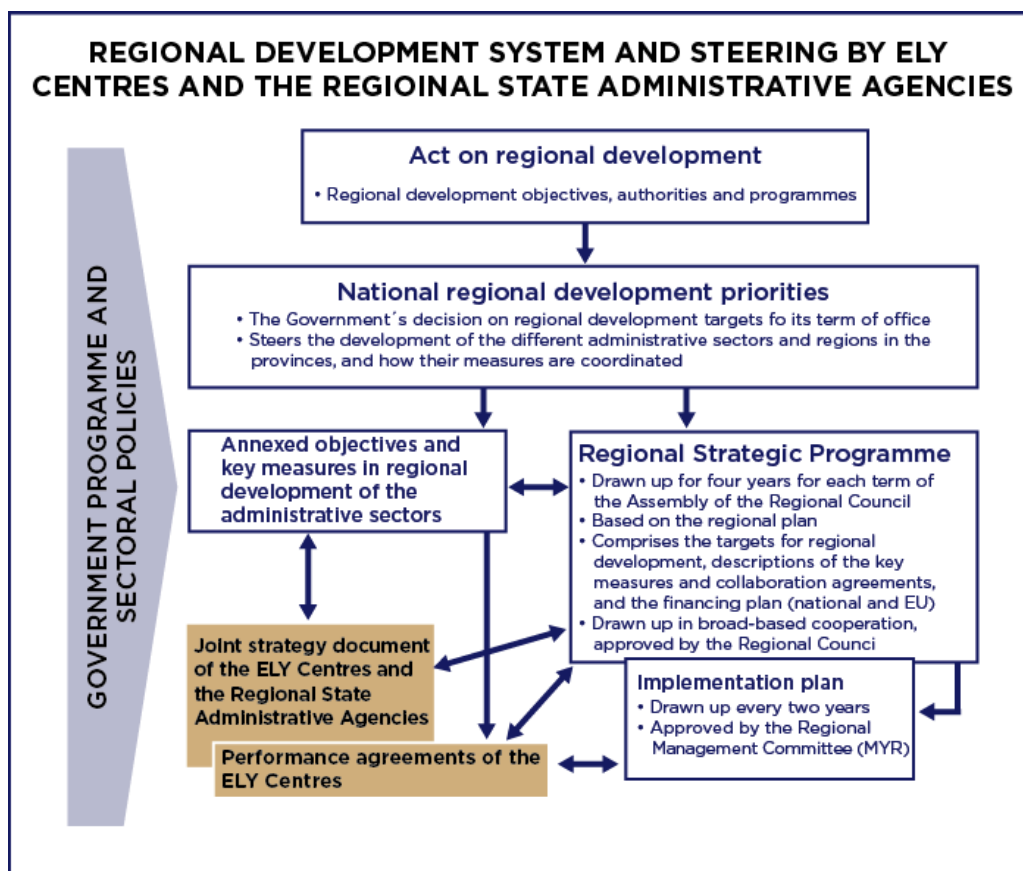 REGIONAL DEVELOPMENT SYSTEM AND STEERING BY ELY
CENTRES AND THE REGIOINAL STATE ADMINISTRATIVE AGENCIES
GOVERNMENT PROGRAMME AND
SECTORAL POLICIES
Act on regional development
• Regional development objectives, authorities and programmes
National regional development priorities
• The Government´s decision on regional development targets fo its term of office
• Steers the development of the different administrative sectors and regions in the
provinces, and how their measures are coordinated
Annexed objectives and
key measures in regional
development of the
administrative sectors
Regional Strategic Programme
• Drawn up for four years for each term of
the Assembly of the Regional Council
• Based on the regional plan
• Comprises the targets for regional
development, descriptions of the key
measures and collaboration agreements,
and the financing plan (national and EU)
• Drawn up in broad-based cooperation,
approved by the Regional Counci
Joint strategy document
of the ELY Centres and
the Regional State
Administrative Agencies
Performance agreements of the
ELY Centres
Implementation plan
• Drawn up every two years
• Approved by the Regional
Management Committee (MYR)